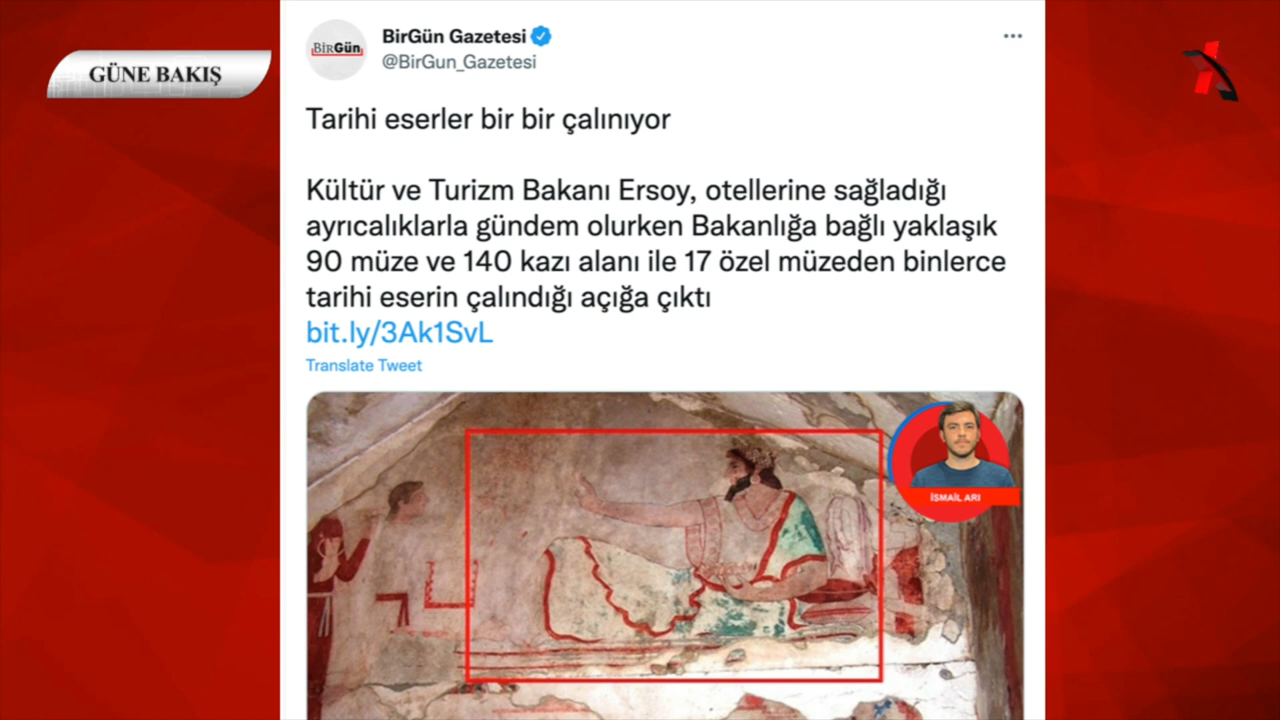 GÜNE BAKIŞ
BirGün
BirGün Gazetesi
@BirGun_Gazetesi
Tarihi eserler bir bir çalınıyor
Kültür ve Turizm Bakanı Ersoy, otellerine sağladığı
ayrıcalıklarla gündem olurken Bakanlığa bağlı yaklaşık
90 müze ve 140 kazı alanı ile 17 özel müzeden binlerce
tarihi eserin çalındığı açığa çıktı
bit.ly/3Ak1SvL
Translate Tweet
İSMAİL ARI